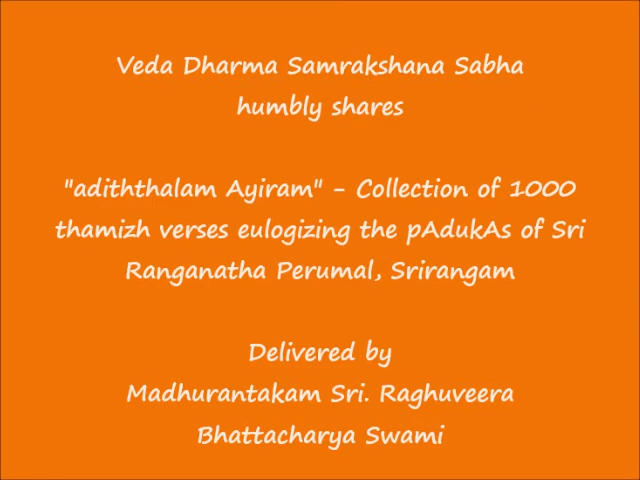 Veda Dharma Samrakshana Sabha
humbly shares
"adiththalam Ayiram" - Collection of 1000
thamizh verses eulogizing the pAdukAs of Sri
Ranganatha Perumal, Srirangam
Delivered by
Madhurantakam Sri. Raghuveera
Bhattacharya Swami